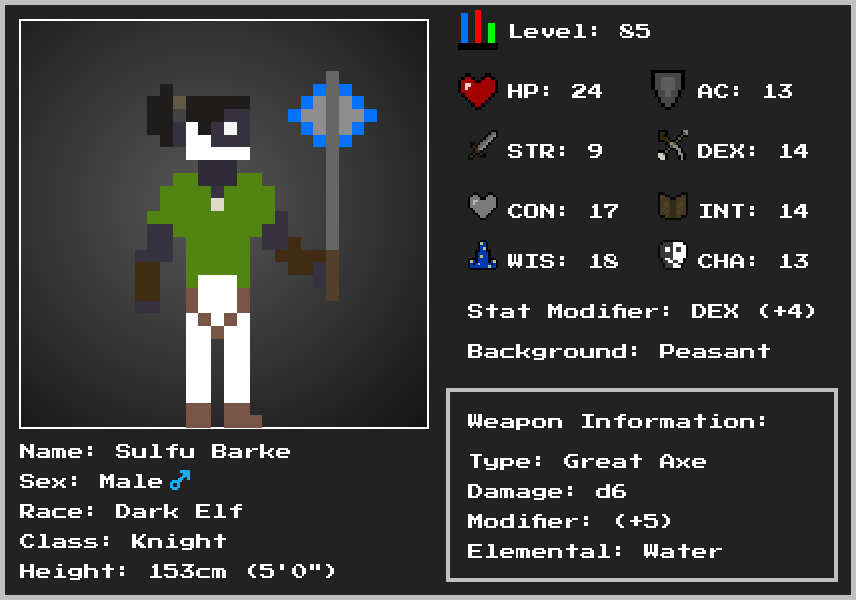 Level: 85
HP: 24 AC: 13
STR: 9 DEX: 14
CON: 17 INT: 14
WIS: 18 CHA: 13
Stat Modifier: DEX (+4)
Background: Peasant
Weapon Information:
Type: Great Axe
Damage: d6
Modifier: (+5)
Elemental: Water
Name: Sulfu Barke
Sex: Male ♂
Race: Dark Elf
Class: Knight
Height: 153cm (5'0")